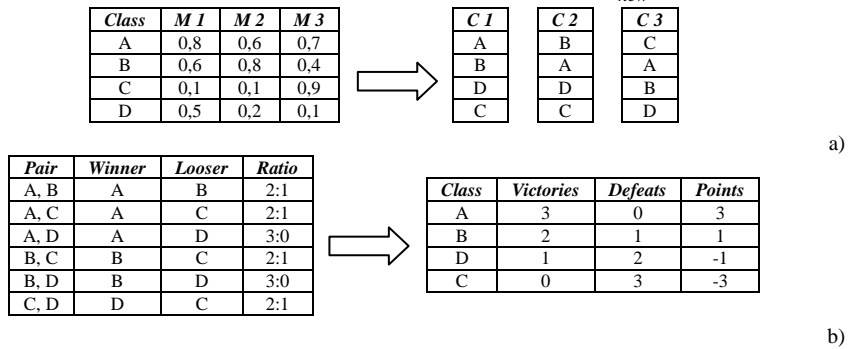 Class M 1 M 2 M 3 C 1 C 2 C 3
A 0,8 0,6 0,7 A B C
B 0,6 0,8 0,4 B A A
C 0,1 0,1 0,9 D D B
D 0,5 0,2 0,1 C C D
a)
Pair Winner Looser Ratio
A, B A B 2:1
A, C A C 2:1
A, D A D 3:0
B, C B C 2:1
B, D B D 3:0
C, D D C 2:1
Class Victories Defeats Points
A 3 0 3
B 2 1 1
D 1 2 -1
C 0 3 -3
b)